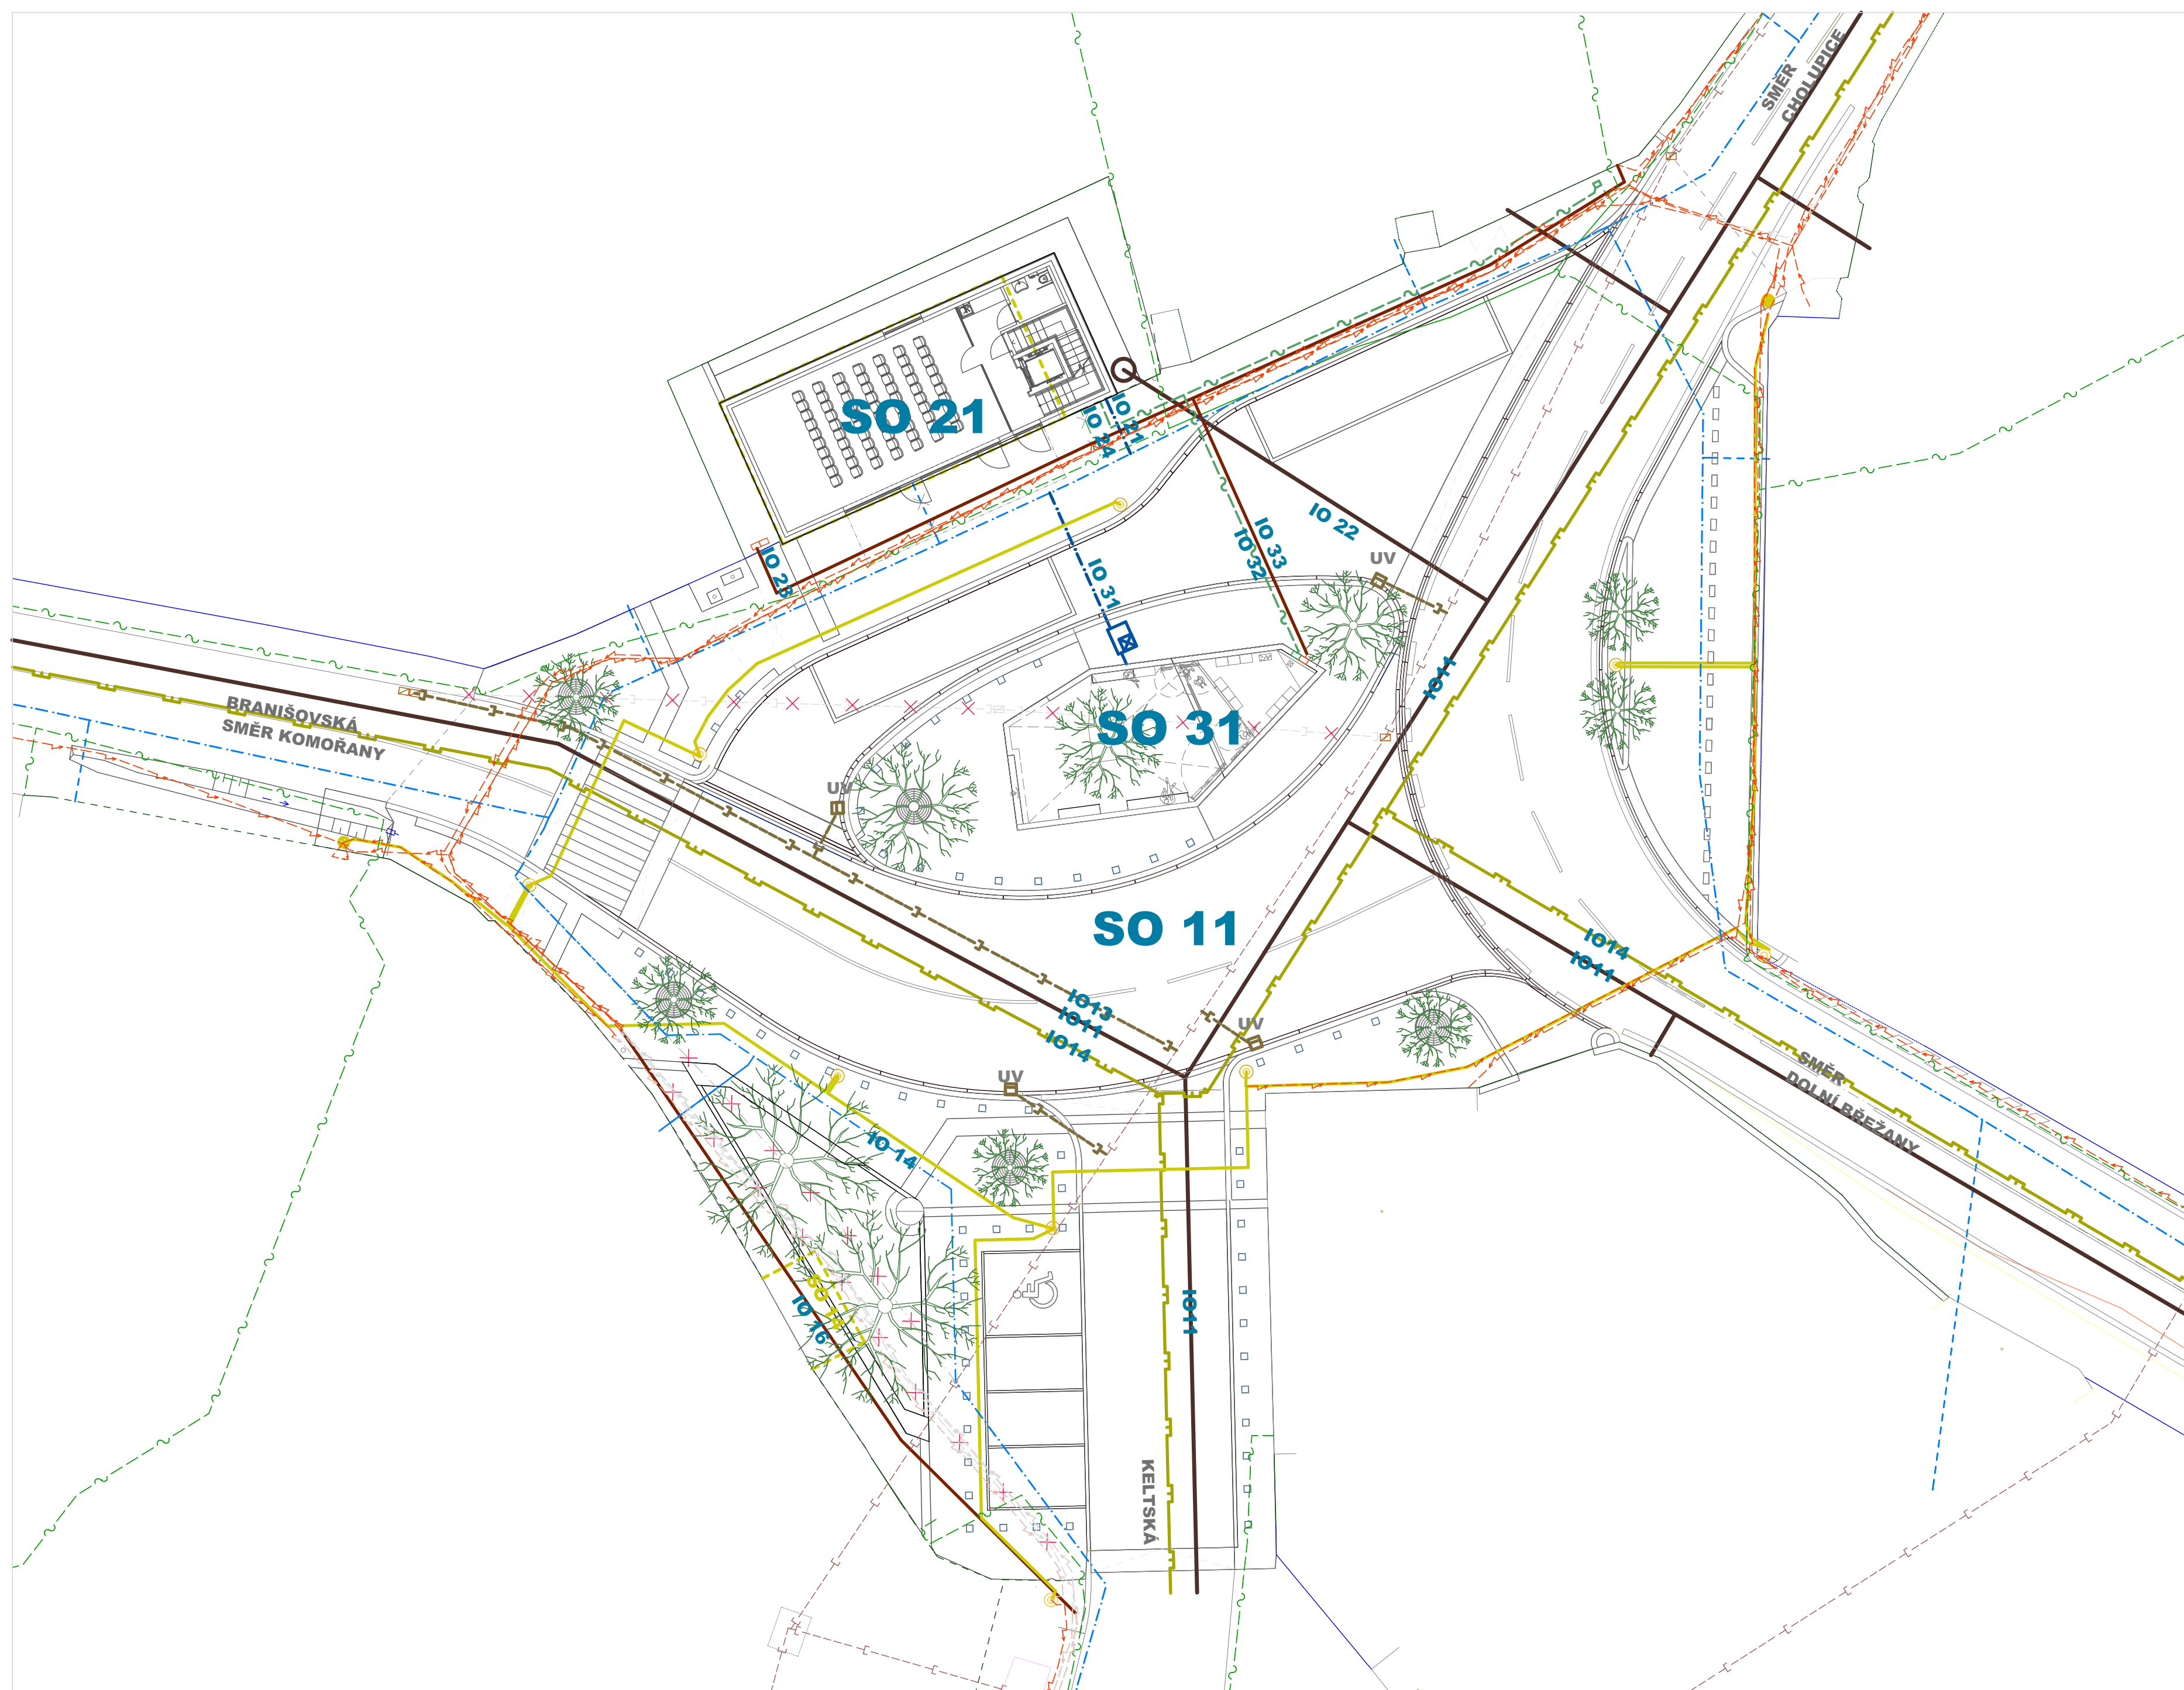 SMĚR
CHOLUPICE
SO 21
IO 21
IO 24
IO 23
IO 22
IO 33
IO 32
UV
IO 31
IO11
BRANIŠOVSKÁ
SMĚR KOMOŘANY
SO 31
UV
SO 11
IO14
IO11
IO13
IO11
IO14
UV
UV
SMĚR
DOLNÍ BŘEŽANY
IO 14
IO 16
IO11
KELTSKÁ